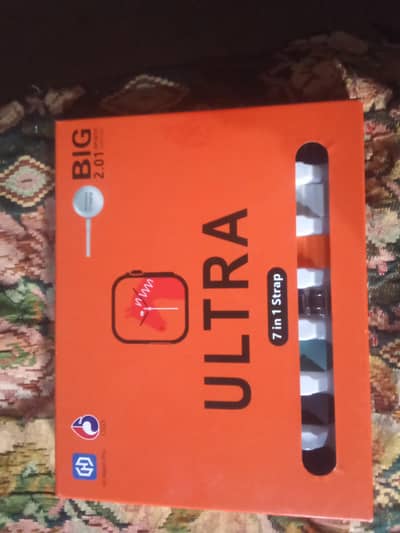 BIG
2.01
ULTRA
7 in 1 Strap